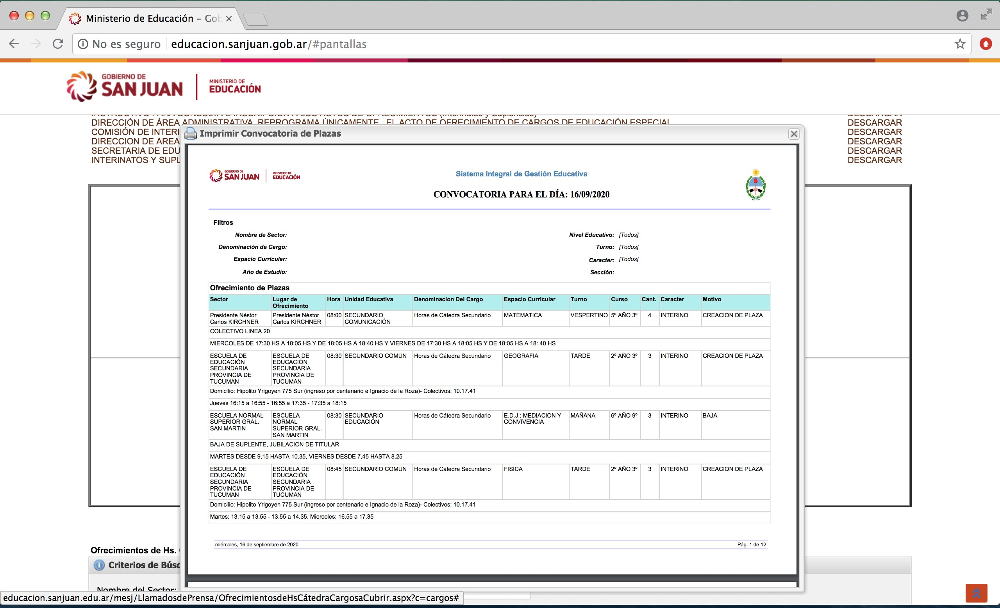 Ministerio de Educación – Gob
No es seguro educacion.sanjuan.gob.ar/#pantallas
GOBIERNO DE
SAN JUAN
MINISTERIO DE
EDUCACIÓN
INSTRUCTIVO PARA CONSULTA E INSCRIPCIÓN A LOS ACTOS DE OFRECIMIENTOS (Interinatos y Suplencias) DESCARGAR
DIRECCIÓN DE ÁREA ADMINISTRATIVA REPROGRAMA ÚNICAMENTE EL ACTO DE OFRECIMIENTO DE CARGOS DE EDUCACIÓN ESPECIAL DESCARGAR
COMISIÓN DE INTERI DESCARGAR
DIRECCION DE AREA DESCARGAR
SECRETARIA DE EDU DESCARGAR
INTERINATOS Y SUPL DESCARGAR
Imprimir Convocatoria de Plazas
GOBIERNO DE
SAN JUAN
MINISTERIO DE
EDUCACIÓN
Sistema Integral de Gestión Educativa
CONVOCATORIA PARA EL DÍA: 16/09/2020
Filtros
Nombre de Sector: Nivel Educativo: [Todos]
Denominación de Cargo: Turno: [Todos]
Espacio Curricular: Caracter: [Todos]
Año de Estudio: Sección:
Ofrecimiento de Plazas
Sector Lugar de Hora Unidad Educativa Denominacion Del Cargo Espacio Curricular Turno Curso Cant. Caracter Motivo
Ofrecimiento
Presidente Néstor Presidente Néstor 08:00 SECUNDARIO Horas de Cátedra Secundario MATEMATICA VESPERTINO 5º AÑO 3º 4 INTERINO CREACION DE PLAZA
Carlos KIRCHNER Carlos KIRCHNER COMUNICACIÓN
COLECTIVO LINEA 20
MIERCOLES DE 17:30 HS A 18:05 HS Y DE 18:05 HS A 18:40 HS Y VIERNES DE 17:30 HS A 18:05 HS Y DE 18:05 HS A 18: 40 HS
ESCUELA DE ESCUELA DE 08:30 SECUNDARIO COMUN Horas de Cátedra Secundario GEOGRAFIA TARDE 2º AÑO 3º 3 INTERINO CREACION DE PLAZA
EDUCACIÓN EDUCACIÓN
SECUNDARIA SECUNDARIA
PROVINCIA DE PROVINCIA DE
TUCUMAN TUCUMAN
Domicilio: Hipolito Yrigoyen 775 Sur (ingreso por centenario e Ignacio de la Roza)- Colectivos: 10.17.41
Jueves 16:15 a 16:55 - 16:55 a 17:35 - 17:35 a 18:15
ESCUELA NORMAL ESCUELA 08:30 SECUNDARIO Horas de Cátedra Secundario E.D.J.: MEDIACION Y MAÑANA 6º AÑO 9º 3 INTERINO BAJA
SUPERIOR GRAL. NORMAL EDUCACIÓN CONVIVENCIA
SAN MARTIN SUPERIOR GRAL.
SAN MARTIN
BAJA DE SUPLENTE, JUBILACION DE TITULAR
MARTES DESDE 9,15 HASTA 10,35, VIERNES DESDE 7,45 HASTA 8,25
ESCUELA DE ESCUELA DE 08:45 SECUNDARIO COMUN Horas de Cátedra Secundario FISICA TARDE 2º AÑO 3º 3 INTERINO CREACION DE PLAZA
EDUCACIÓN EDUCACIÓN
SECUNDARIA SECUNDARIA
PROVINCIA DE PROVINCIA DE
TUCUMAN TUCUMAN
Domicilio: Hipolito Yrigoyen 775 Sur (ingreso por centenario e Ignacio de la Roza)- Colectivos: 10.17.41
Martes: 13.15 a 13.55 - 13.55 a 14.35. Miercoles: 16.55 a 17.35
miércoles, 16 de septiembre de 2020 Pág. 1 de 12
Ofrecimientos de Hs.
Criterios de Búsc
Nombre del Sector:
educacion.sanjuan.edu.ar/mesj/LlamadosdePrensa/OfrecimientosdeHsCátedraCargosaCubrir.aspx?c=cargos#